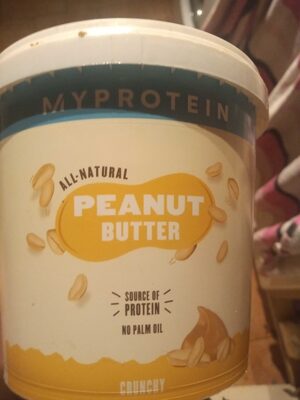 MYPROTEIN
ALL-NATURAL
PEANUT
BUTTER
SOURCE OF
PROTEIN
NO PALM OIL
CRUNCHY